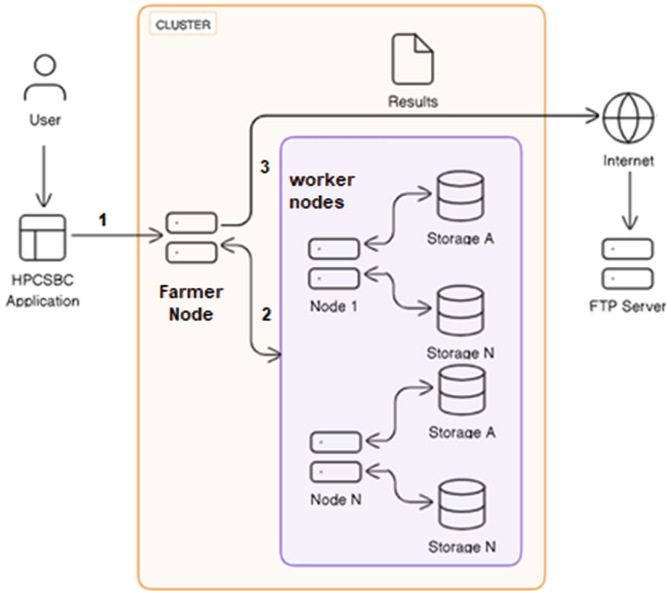 CLUSTER
Results
User
Internet
3
worker
nodes
1
Storage A
HPCSBC
Application
Farmer
Node
Node 1
FTP Server
2
Storage N
Storage A
Node N
Storage N